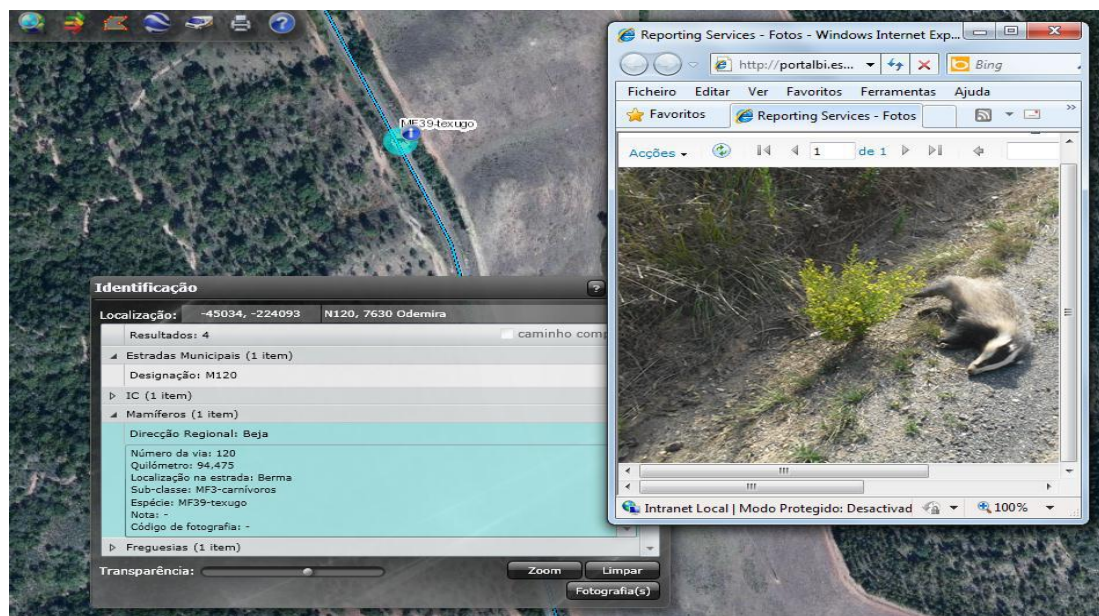 MF39-texugo
Identificação
?
Localização: -45034, -224093 N120, 7630 Odemira
Resultados: 4
caminho comp
Estradas Municipais (1 item)
Designação: M120
IC (1 item)
Mamíferos (1 item)
Direcção Regional: Beja
Número da via: 120
Quilómetro: 94,475
Localização na estrada: Berma
Sub-classe: MF3-carnívoros
Espécie: MF39-texugo
Nota: -
Código de fotografia: -
Freguesias (1 item)
Transparência:
Zoom
Limpar
Fotografia(s)
Reporting Services - Fotos - Windows Internet Exp...
http://portalbi.es...
Bing
Ficheiro Editar Ver Favoritos Ferramentas Ajuda
Favoritos
Reporting Services - Fotos
Acções
1 de 1
Intranet Local | Modo Protegido: Desactivad
100%